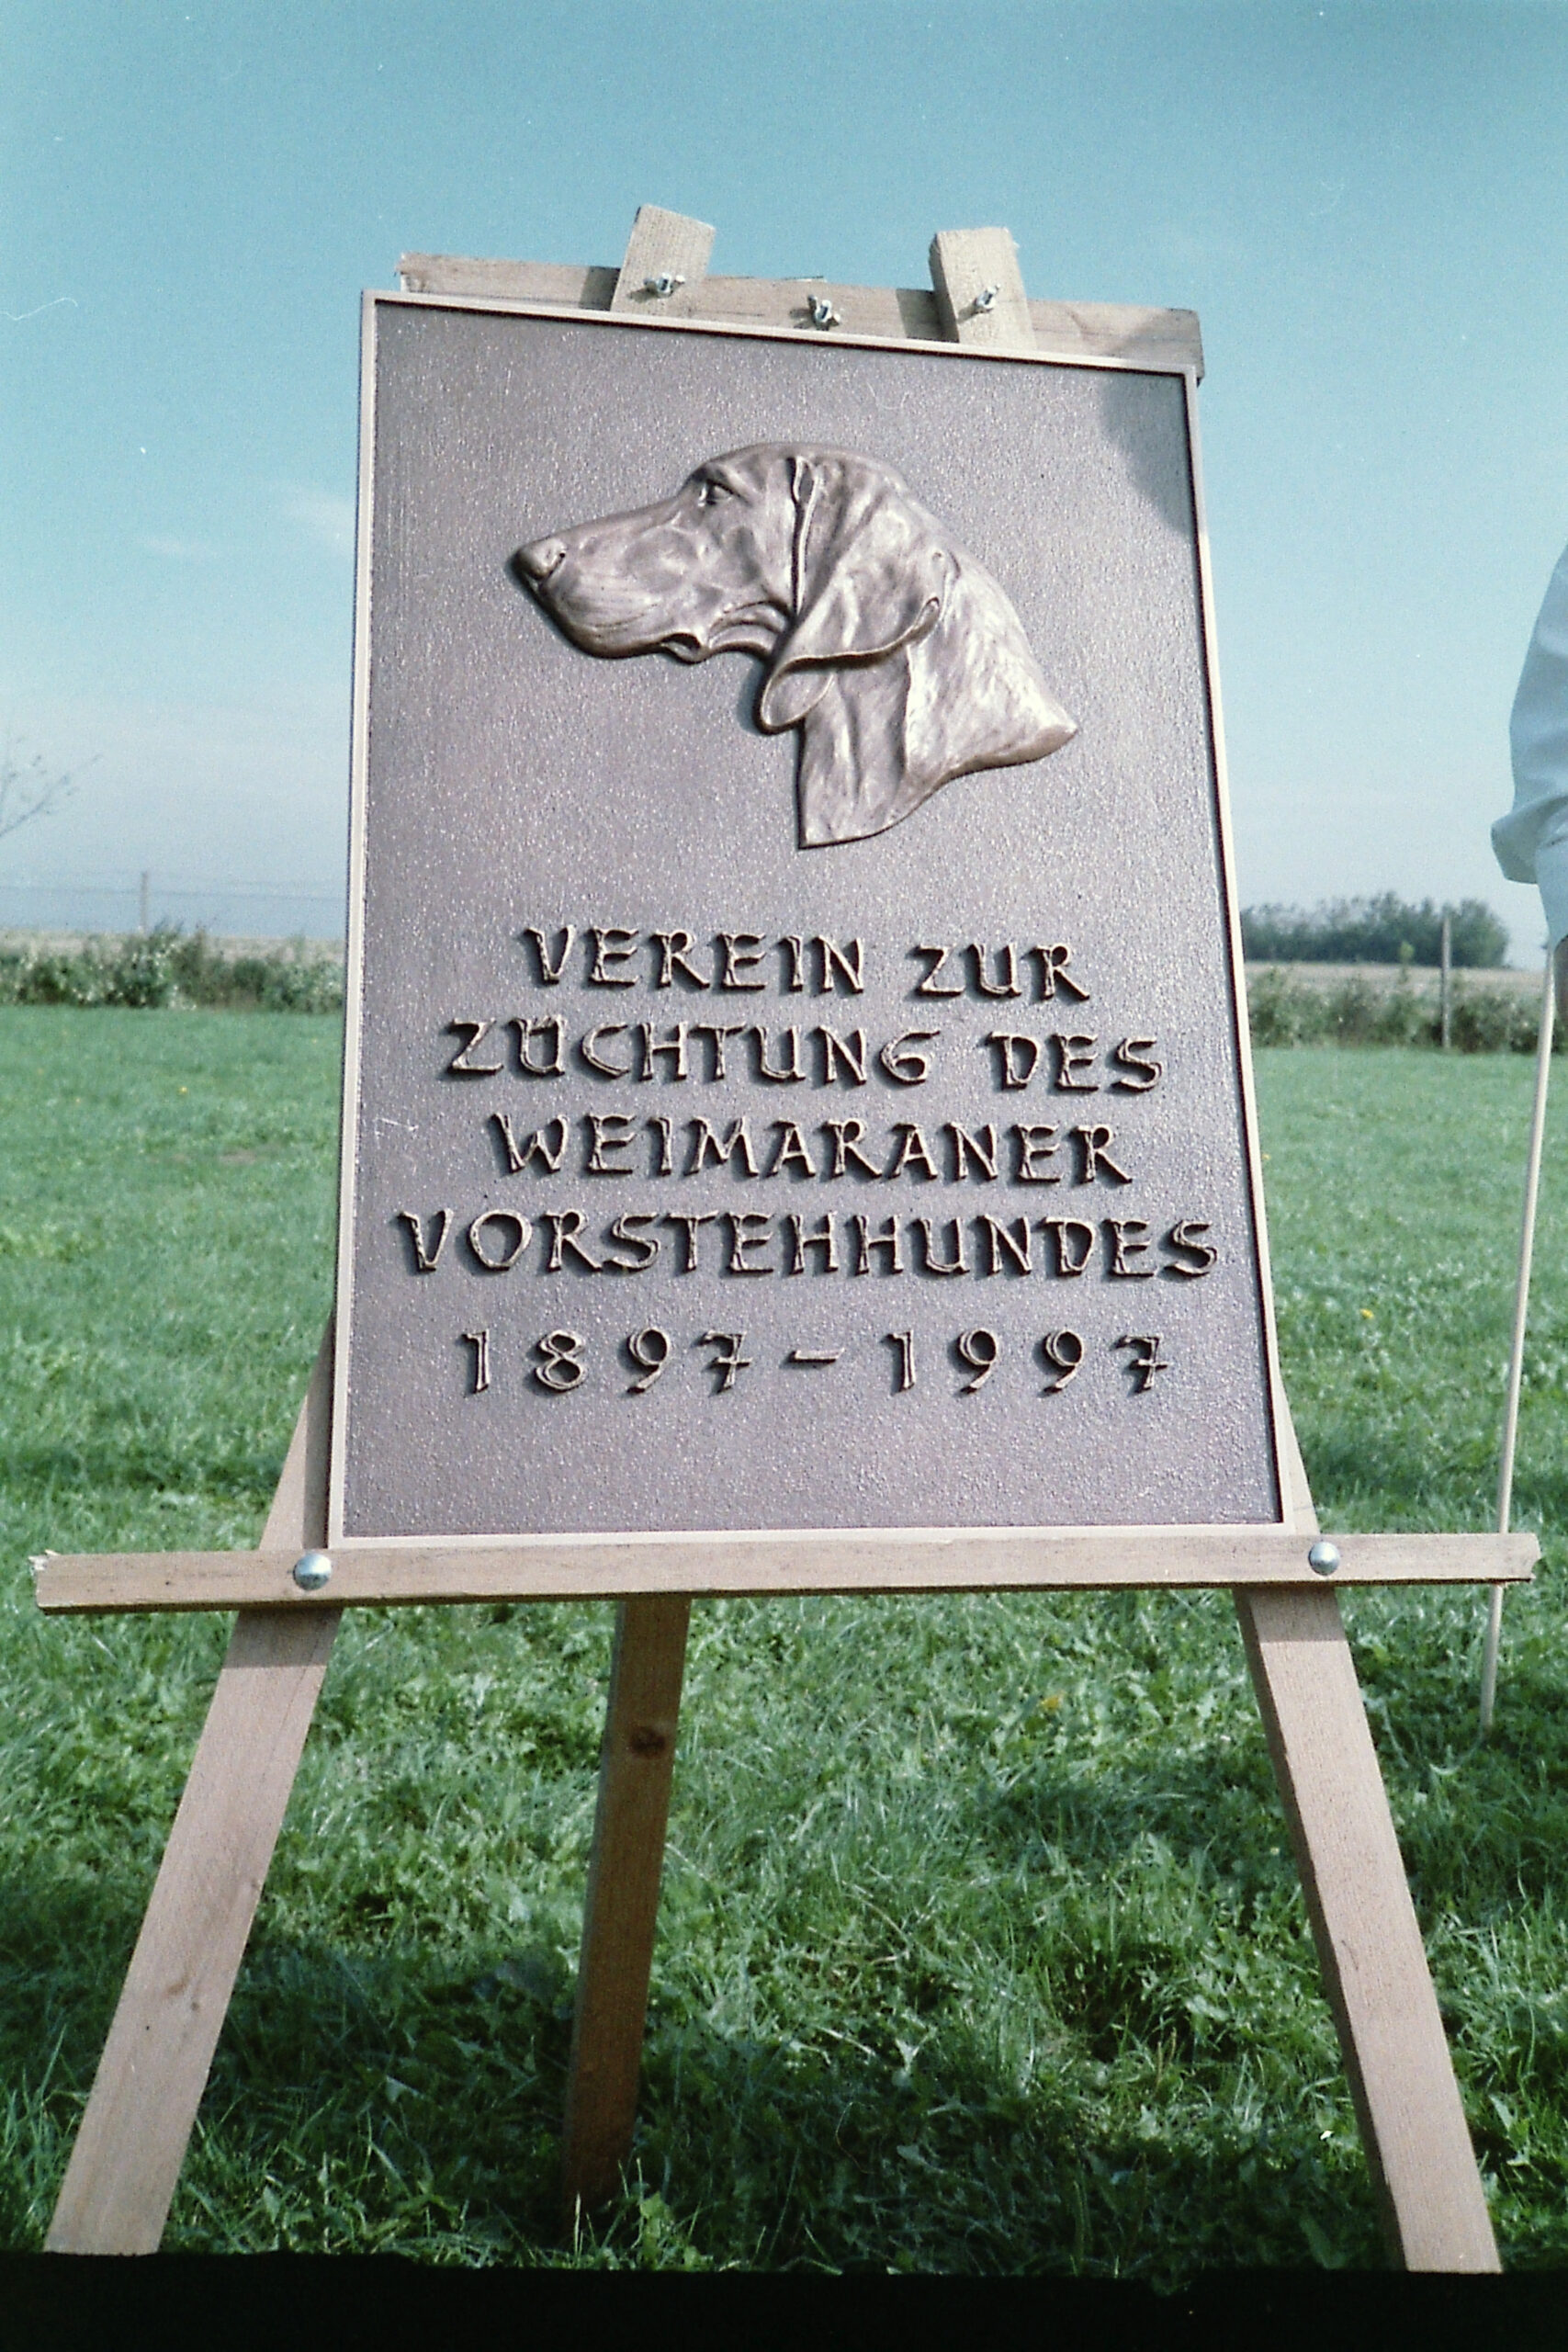 VEREIN ZUR
ZÜCHTUNG DES
WEIMARANER
VORSTEHHUNDES
1897-1997